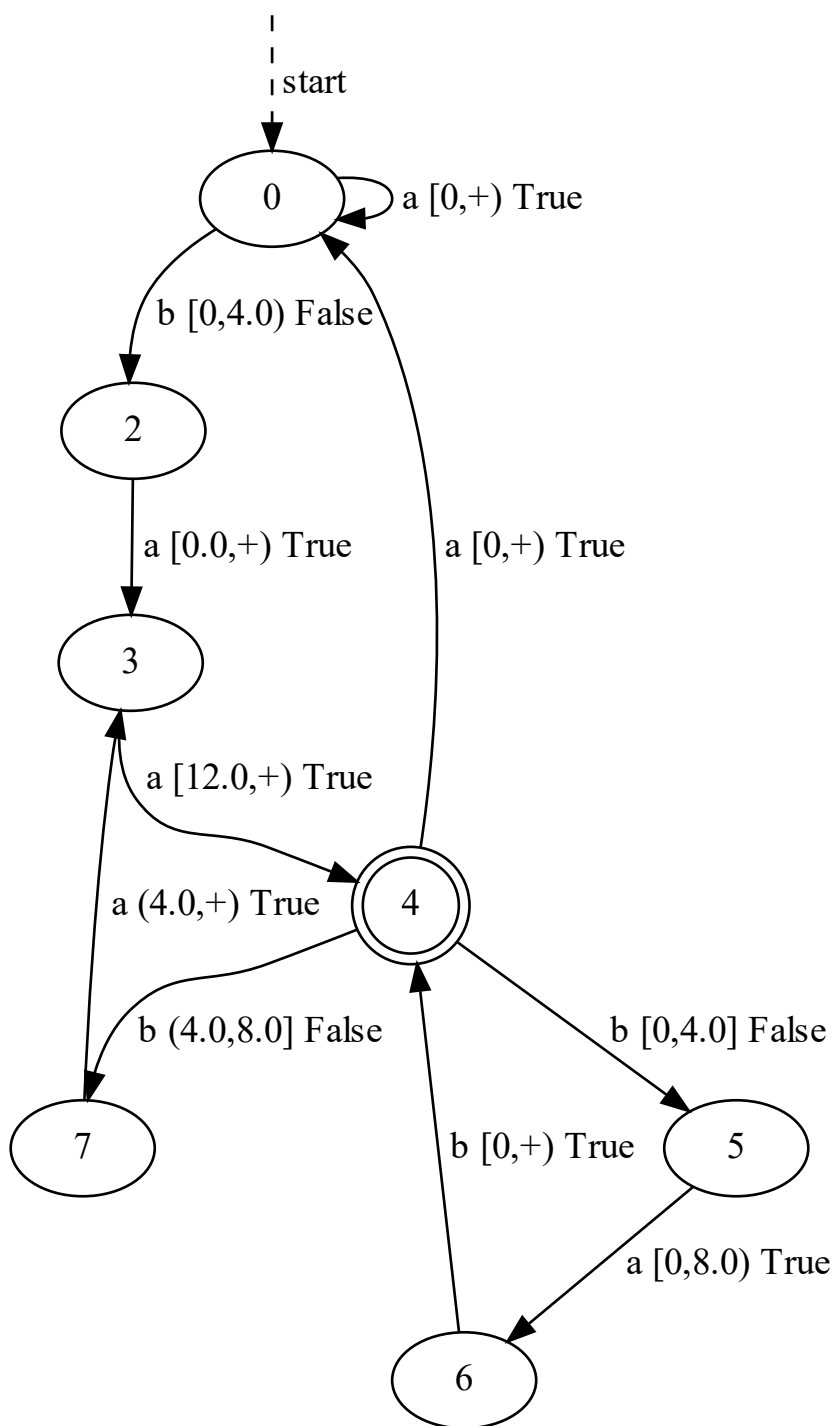 start
0
a [0,+) True
b [0,4.0) False
2
a [0.0,+) True
a [0,+) True
3
a [12.0,+) True
a (4.0,+) True
4
b (4.0,8.0] False
b [0,4.0] False
7
b [0,+) True
5
a [0,8.0) True
6